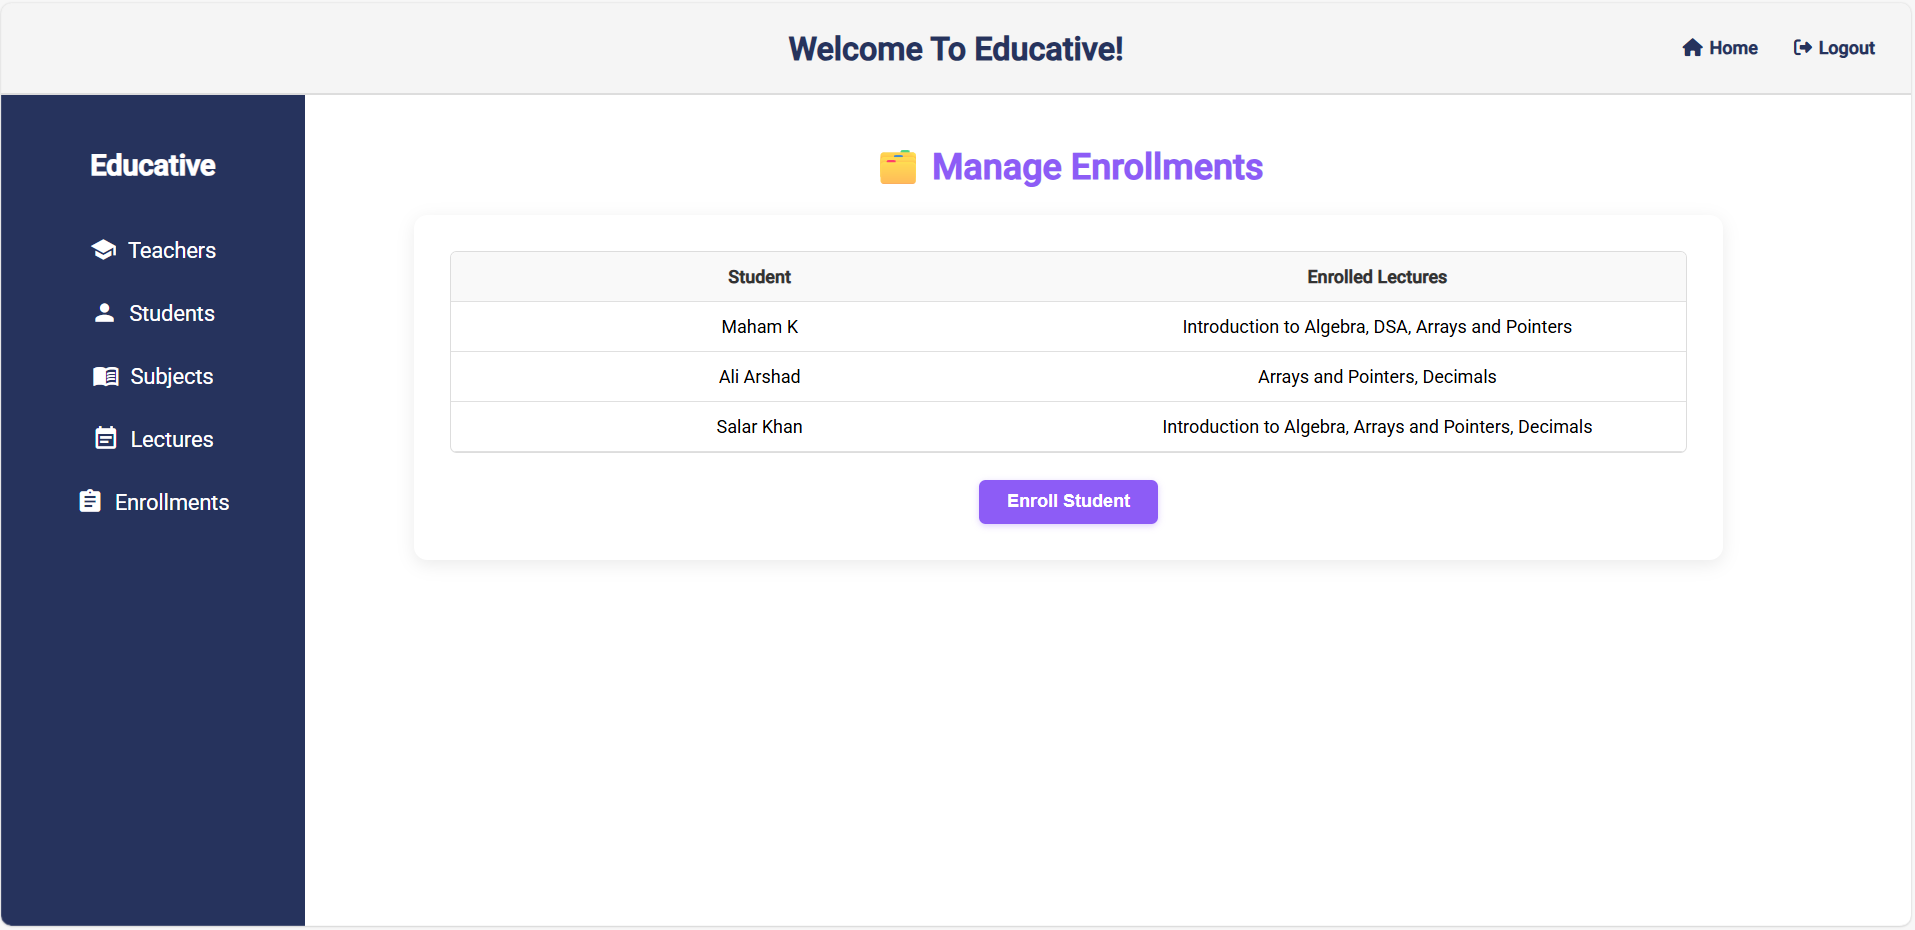 Welcome To Educative!
Home
Logout
Educative
Teachers
Students
Subjects
Lectures
Enrollments
Manage Enrollments
Student Enrolled Lectures
Maham K Introduction to Algebra, DSA, Arrays and Pointers
Ali Arshad Arrays and Pointers, Decimals
Salar Khan Introduction to Algebra, Arrays and Pointers, Decimals
Enroll Student